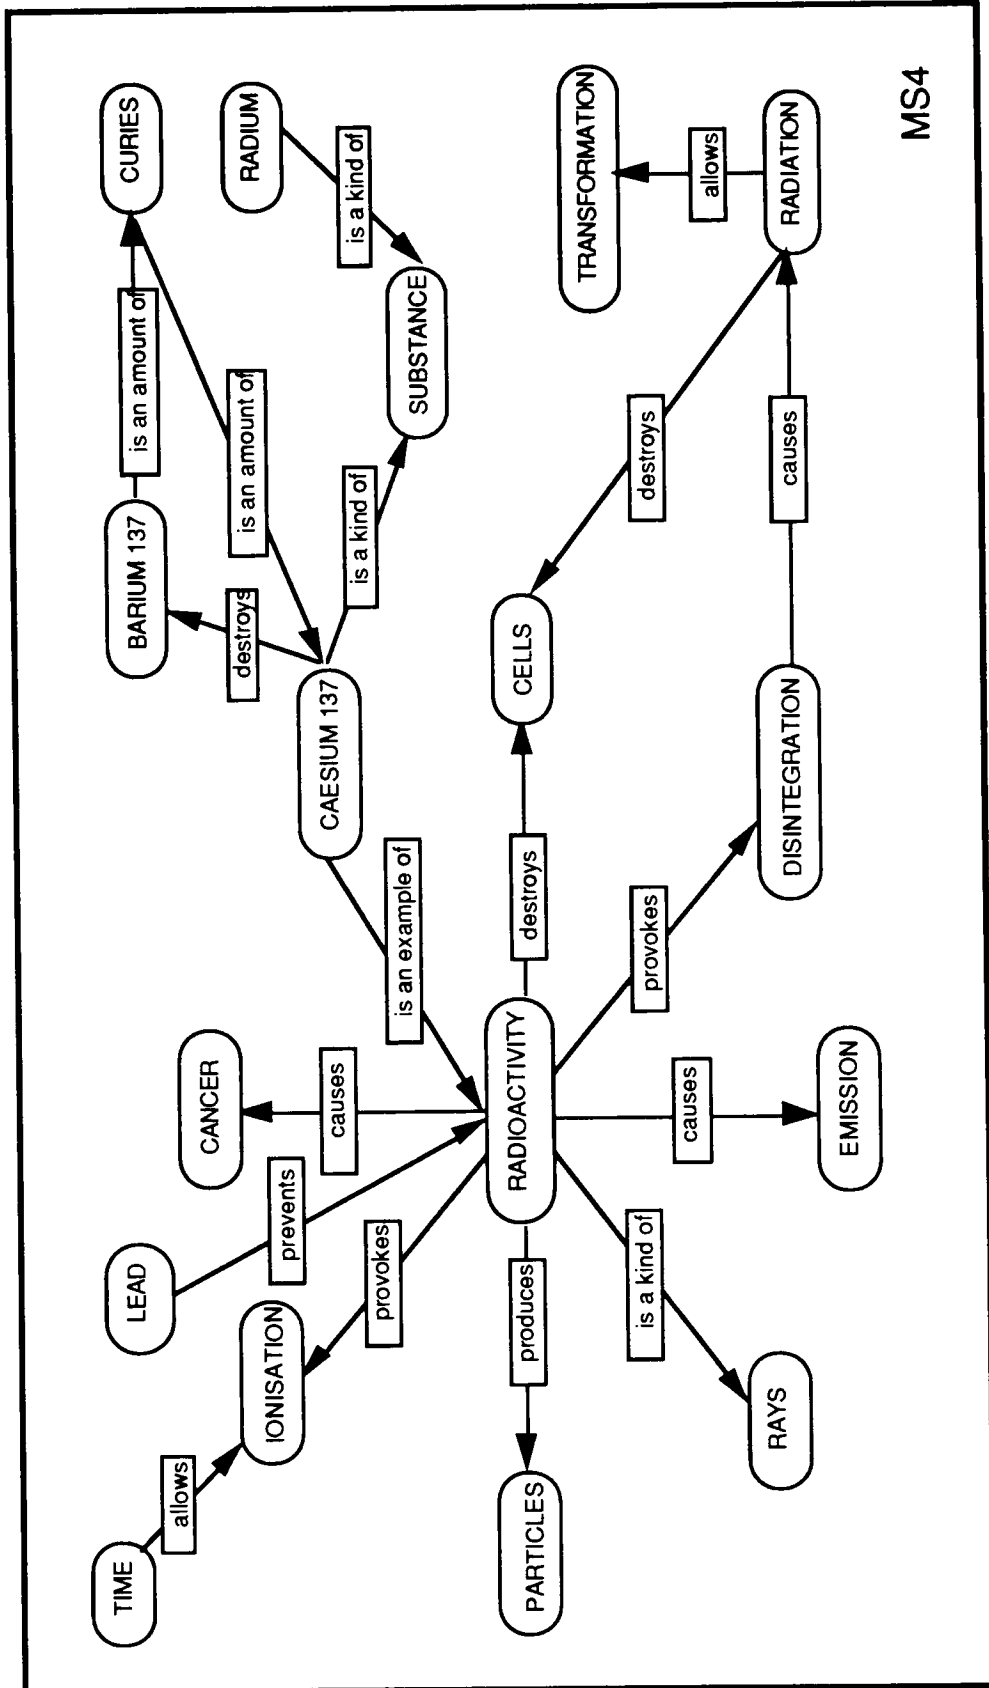 TIME
LEAD
BARIUM 137
is an amount of
CURIES
allows
CANCER
destroys
is an amount of
RADIUM
IONISATION
prevents
causes
CAESIUM 137
is a kind of
is a kind of
provokes
is an example of
SUBSTANCE
PARTICLES
produces
RADIOACTIVITY
destroys
CELLS
TRANSFORMATION
is a kind of
provokes
destroys
causes
allows
RAYS
DISINTEGRATION
causes
RADIATION
EMISSION
MS4